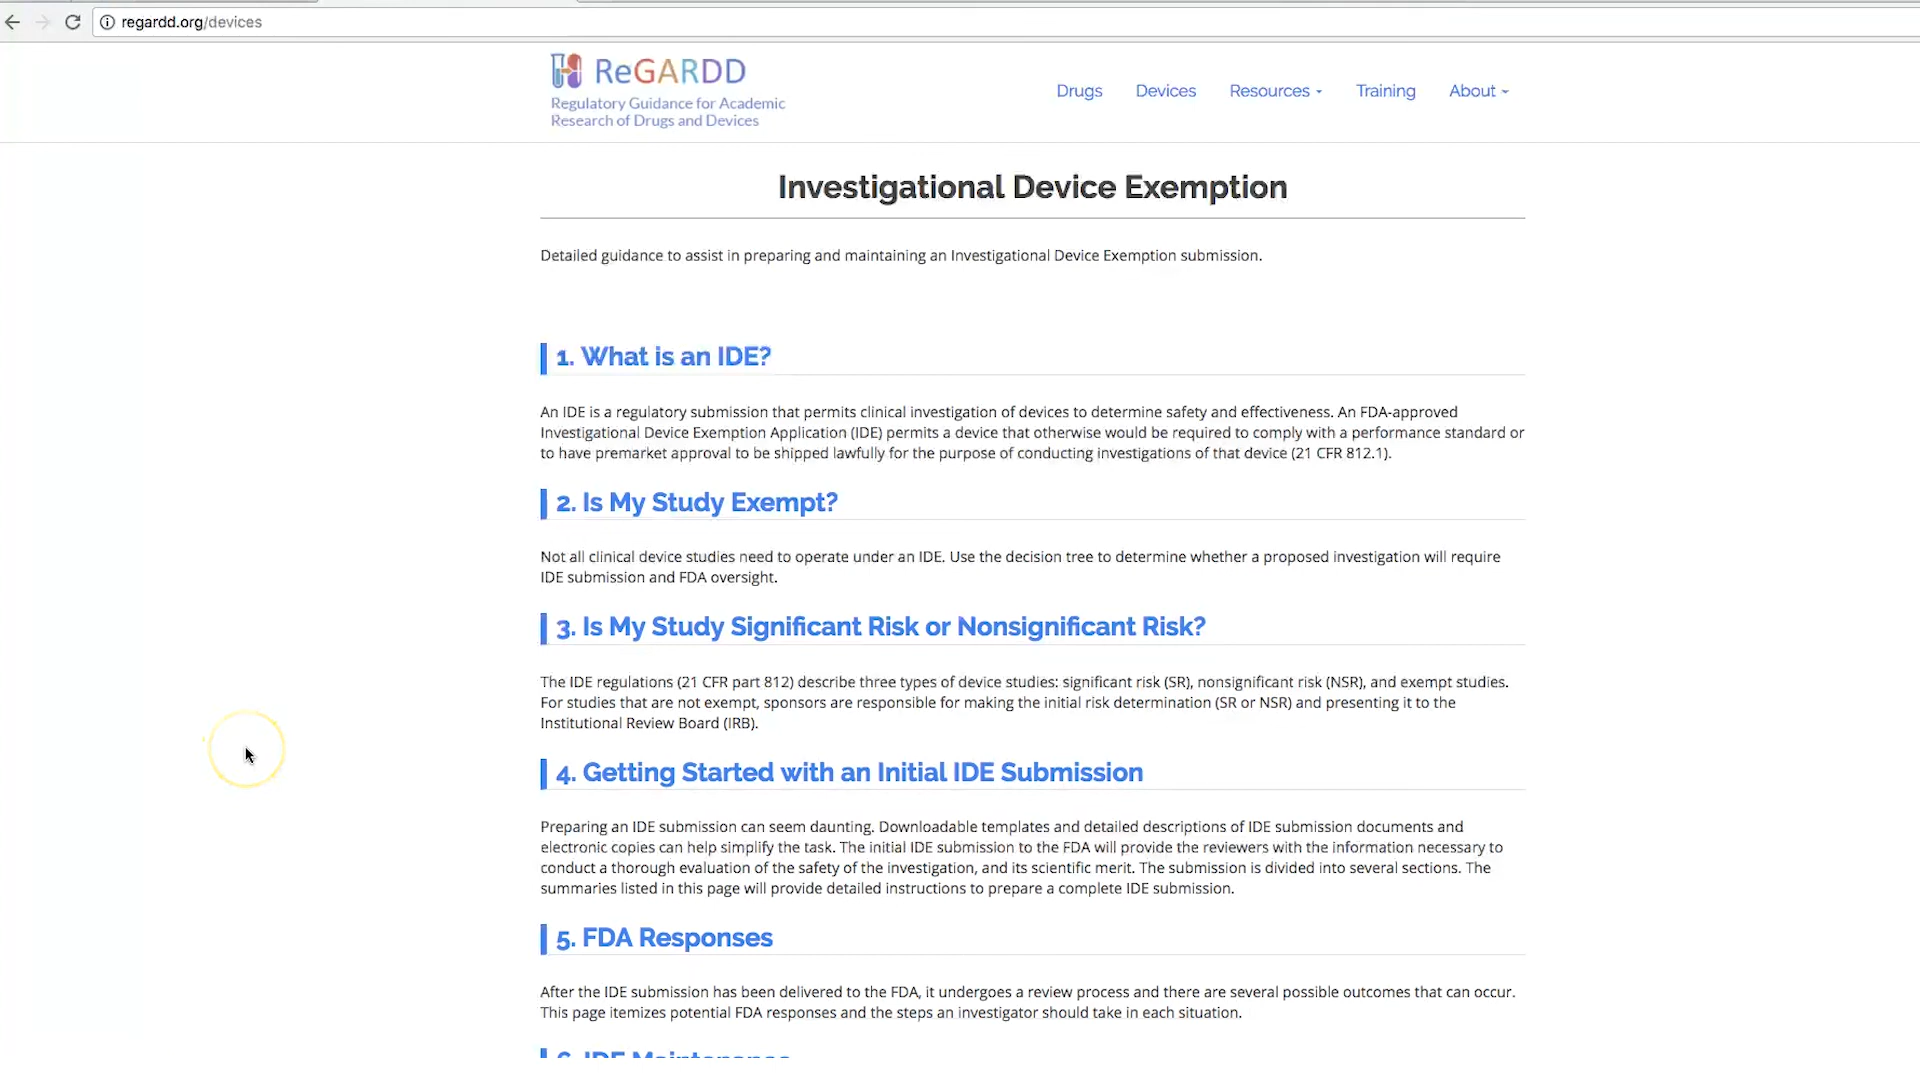 regardd.org/devices
ReGARDD
Regulatory Guidance for Academic
Research of Drugs and Devices
Drugs Devices Resources Training About
Investigational Device Exemption
Detailed guidance to assist in preparing and maintaining an Investigational Device Exemption submission.
1. What is an IDE?
An IDE is a regulatory submission that permits clinical investigation of devices to determine safety and effectiveness. An FDA-approved
Investigational Device Exemption Application (IDE) permits a device that otherwise would be required to comply with a performance standard or
to have premarket approval to be shipped lawfully for the purpose of conducting investigations of that device (21 CFR 812.1).
2. Is My Study Exempt?
Not all clinical device studies need to operate under an IDE. Use the decision tree to determine whether a proposed investigation will require
IDE submission and FDA oversight.
3. Is My Study Significant Risk or Nonsignificant Risk?
The IDE regulations (21 CFR part 812) describe three types of device studies: significant risk (SR), nonsignificant risk (NSR), and exempt studies.
For studies that are not exempt, sponsors are responsible for making the initial risk determination (SR or NSR) and presenting it to the
Institutional Review Board (IRB).
4. Getting Started with an Initial IDE Submission
Preparing an IDE submission can seem daunting. Downloadable templates and detailed descriptions of IDE submission documents and
electronic copies can help simplify the task. The initial IDE submission to the FDA will provide the reviewers with the information necessary to
conduct a thorough evaluation of the safety of the investigation, and its scientific merit. The submission is divided into several sections. The
summaries listed in this page will provide detailed instructions to prepare a complete IDE submission.
5. FDA Responses
After the IDE submission has been delivered to the FDA, it undergoes a review process and there are several possible outcomes that can occur.
This page itemizes potential FDA responses and the steps an investigator should take in each situation.
6. IDE Maintenance